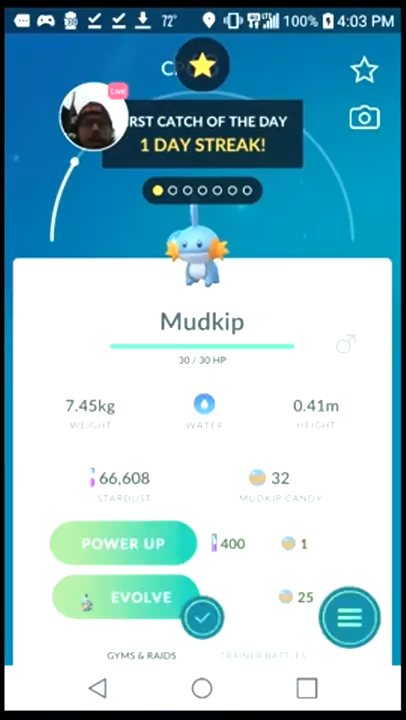 72°
100%
4:03 PM
Live
RST CATCH OF THE DAY
1 DAY STREAK!
Mudkip
30 / 30 HP
7.45kg
WEIGHT
WATER
0.41m
HEIGHT
66,608
STARDUST
32
MUDKIP CANDY
POWER UP
400
1
EVOLVE
25
GYMS & RAIDS
TRAINER BATTLES